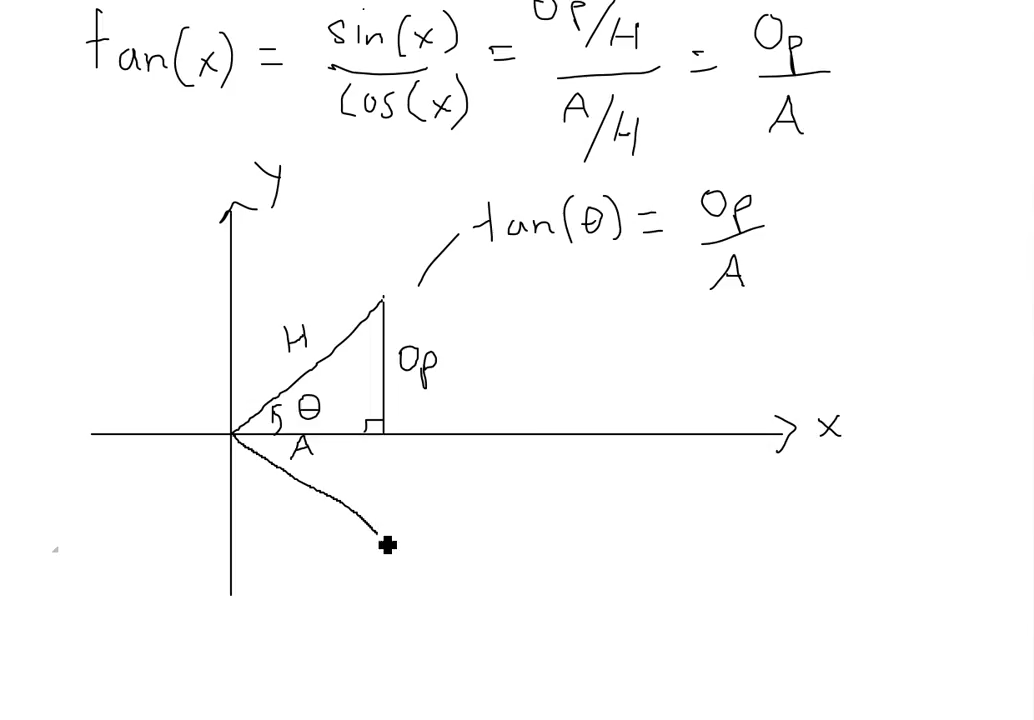 tan(x) = sin(x)/cos(x) = Op/H / A/H = Op/A
y
tan(θ) = Op/A
H
Op
θ
A
x